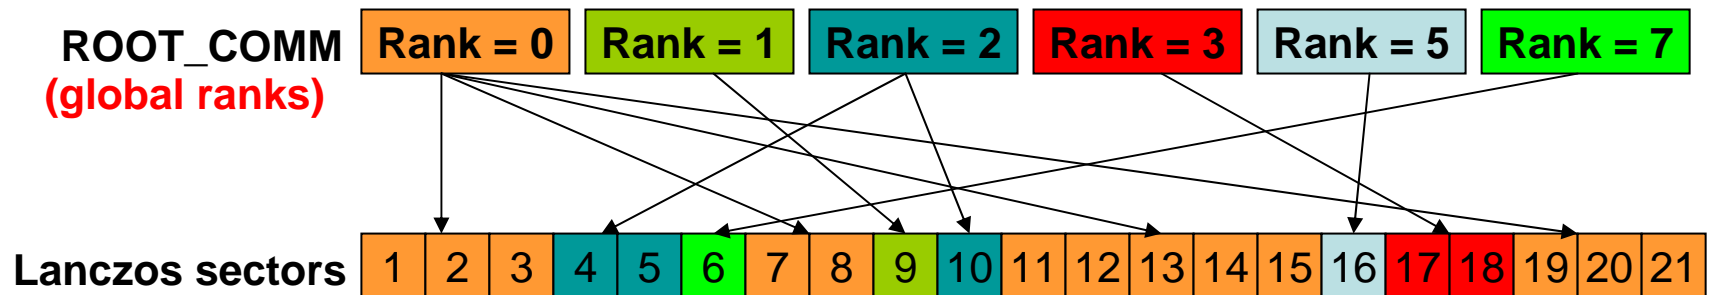 ROOT_COMM Rank = 0 Rank = 1 Rank = 2 Rank = 3 Rank = 5 Rank = 7
(global ranks)
Lanczos sectors 1 2 3 4 5 6 7 8 9 10 11 12 13 14 15 16 17 18 19 20 21